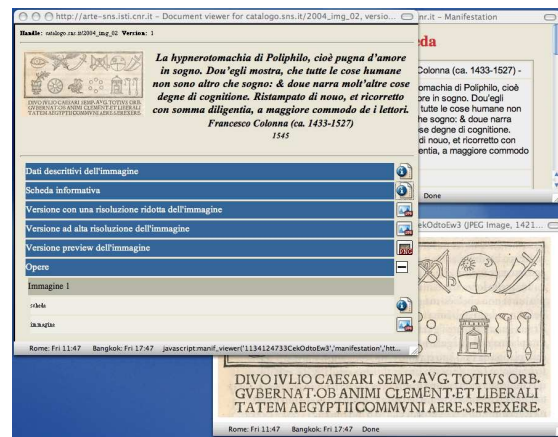 http://arte-sns.isti.cnr.it - Document viewer for catalogo.sns.it/2004_img_02, versio...
Handle: catalogo.sns.it/2004_img_02 Version: 1
La hypnerotomachia di Poliphilo, cioè pugna d'amore
in sogno. Dou'egli mostra, che tutte le cose humane
non sono altro che sogno: & doue narra molt'altre cose
degne di cognitione. Ristampato di nouo, et ricorretto
con somma diligentia, a maggiore commodo de i lettori.
Francesco Colonna (ca. 1433-1527)
1545
DIVO IVLIO CAESARI SEMP. AVG. TOTIVS ORB.
GVBERNAT. OB ANIMI CLEMENT. ET LIBERALI
TATEM AEGYPTII COMMVNI AERE. S. EREXERE.
Dati descrittivi dell'immagine
Scheda informativa
Versione con una risoluzione ridotta dell'immagine
Versione ad alta risoluzione dell'immagine
Versione preview dell'immagine
Opere
Immagine 1
scheda
immagine
Rome: Fri 11:47 Bangkok: Fri 17:47 javascript:manif_viewer('1134124733CekOdtoEw3','manifestation','htt...
nr.it - Manifestation
eda
Colonna (ca. 1433-1527) -
omachia di Poliphilo, cioè
ore in sogno. Dou'egli
tutte le cose humane non
he sogno: & doue narra
se degne di cognitione.
di nouo, et ricorretto con
entia, a maggiore commodo
Done
ekOdtoEw3 (JPEG Image, 1421...
DIVO IVLIO CAESARI SEMP. AVG. TOTIVS ORB.
GVBERNAT. OB ANIMI CLEMENT. ET LIBERALI
TATEM AEGYPTII COMMVNI AERE. S. EREXERE.
Rome: Fri 11:47 Bangkok: Fri 17:47 Done